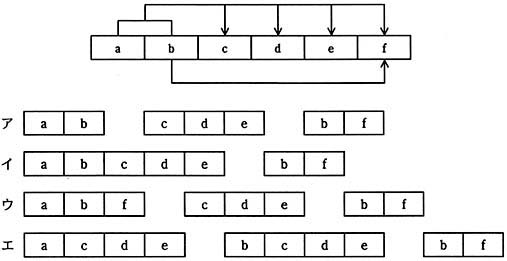 a b c d e f
ア a b c d e b f
イ a b c d e b f
ウ a b f c d e b f
エ a c d e b c d e b f